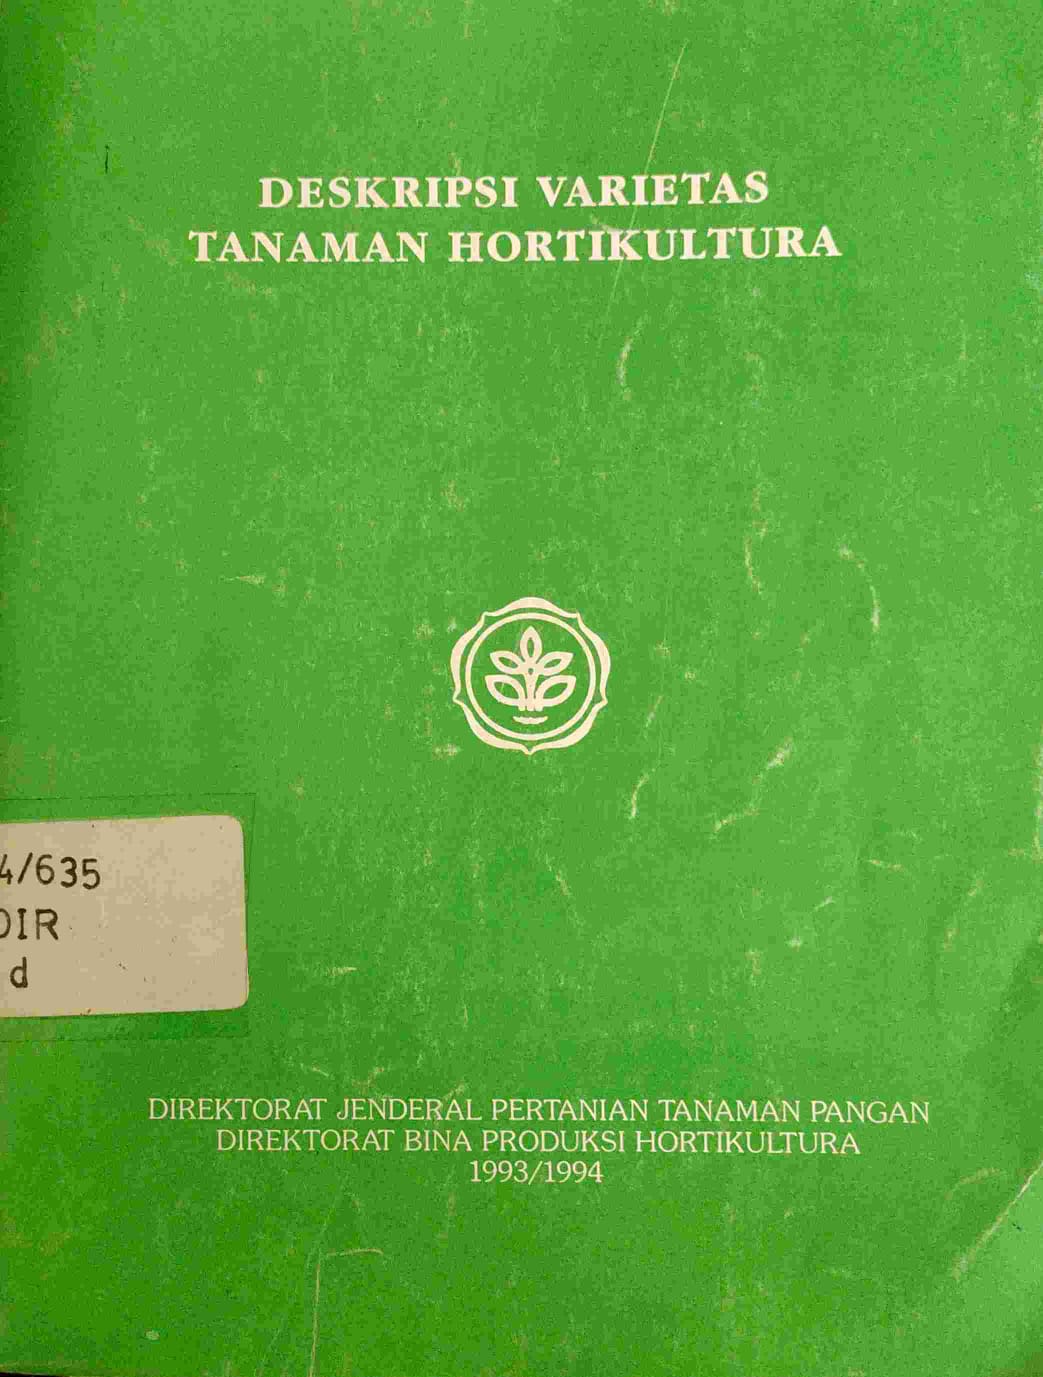 DESKRIPSI VARIETAS
TANAMAN HORTIKULTURA
4/635
DIR
d
DIREKTORAT JENDERAL PERTANIAN TANAMAN PANGAN
DIREKTORAT BINA PRODUKSI HORTIKULTURA
1993/1994